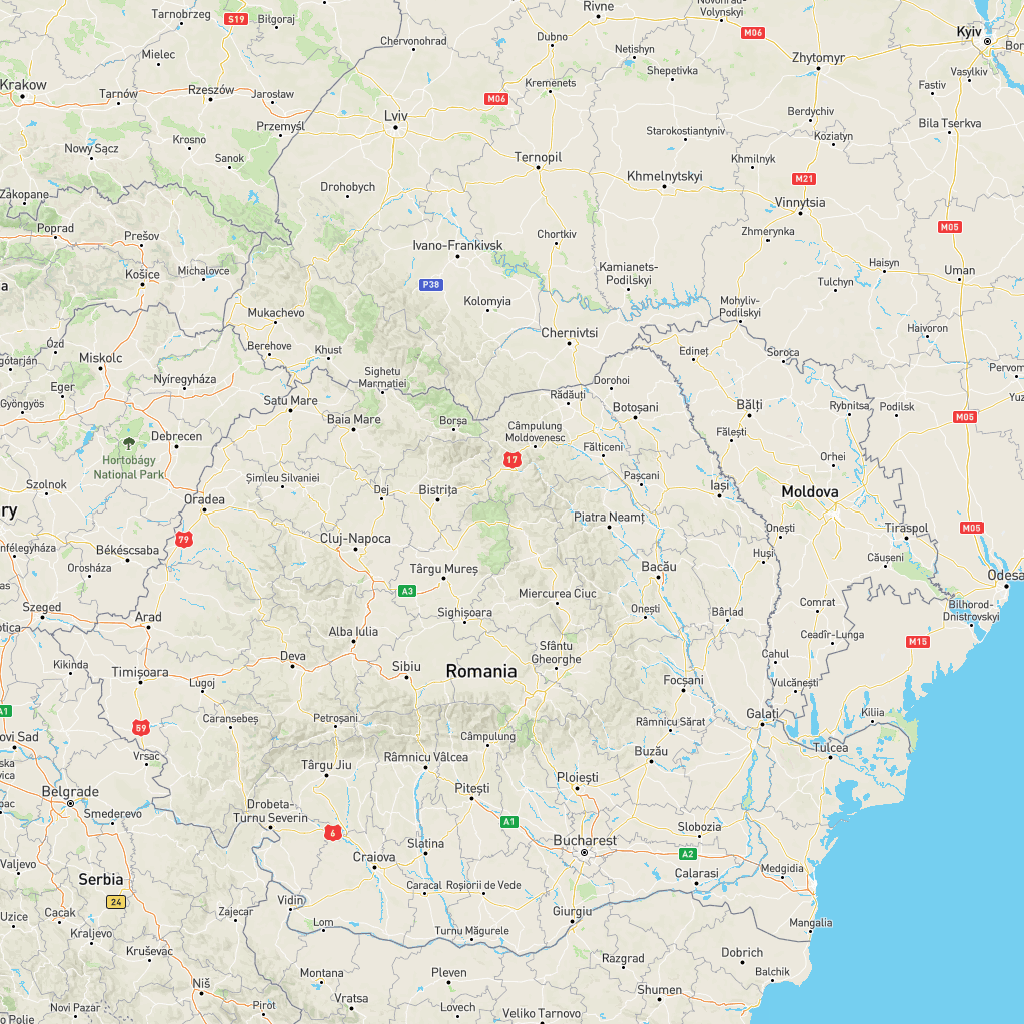 Tarnobrzeg
S19
Biłgoraj
Rivne
Novohrad-
Volynskyi
M06
Kyiv
Chervonohrad
Dubno
Netishyn
Zhytomyr
Mielec
Shepetivka
Vasylkiv
Krakow
Tarnów
Rzeszów
Jarosław
Kremenets
Fastiv
M06
Lviv
Przemyśl
Berdychiv
Bila Tserkva
Starokostiantyniv
Koziatyn
Krosno
Nowy Sącz
Sanok
Ternopil
Khmilnyk
Khmelnytskyi
M21
Drohobych
Zakopane
Vinnytsia
Poprad
Prešov
Chortkiv
Zhmerynka
M05
Ivano-Frankivsk
Košice
Michalovce
Kamianets-
Podilskyi
Haisyn
Uman
P38
Tulchyn
Kolomyia
Mohyliv-
Podilskyi
Mukachevo
Chernivtsi
Haivoron
Ózd
Berehove
Khust
Edineț
Soroca
Miskolc
Sighetu
Marmației
Pervom
Eger
Nyíregyháza
Dorohoi
Rădăuți
Gyöngyös
Satu Mare
Botoșani
Bălți
Rybnitsa
Podilsk
Baia Mare
Borșa
M05
Câmpulung
Moldovenesc
Debrecen
Fălești
Fălticeni
Hortobágy
National Park
17
Orhei
Șimleu Silvaniei
Pașcani
Szolnok
Dej
Bistrița
Iași
Moldova
Oradea
Piatra Neamț
Onești
Tiraspol
M05
79
Cluj-Napoca
Békéscsaba
Huși
Căușeni
Orosháza
Târgu Mureș
Bacău
Odesa
A3
Miercurea Ciuc
Comrat
Bilhorod-
Dnistrovskyi
Szeged
Arad
Sighișoara
Onești
Bârlad
Alba Iulia
Ceadîr-Lunga
M15
Sfântu
Gheorghe
Kikinda
Deva
Sibiu
Romania
Cahul
Timișoara
Lugoj
Focșani
Vulcănești
A1
Caransebeș
Petroșani
Galați
Kiliia
59
Râmnicu Sărat
Câmpulung
Vrsac
Râmnicu Vâlcea
Buzău
Tulcea
Târgu Jiu
Ploiești
Belgrade
Pitești
Drobeta-
Turnu Severin
Smederevo
A1
Slobozia
6
Slatina
Bucharest
A2
Valjevo
Craiova
Medgidia
Serbia
Caracal
Roșiorii de Vede
Calarasi
24
Vidin
Zajecar
Giurgiu
Cacak
Lom
Mangalia
Kraljevo
Turnu Măgurele
Kruševac
Dobrich
Razgrad
Montana
Pleven
Balchik
Niš
Shumen
Vratsa
Lovech
Novi Pazar
Pirot
Veliko Tarnovo